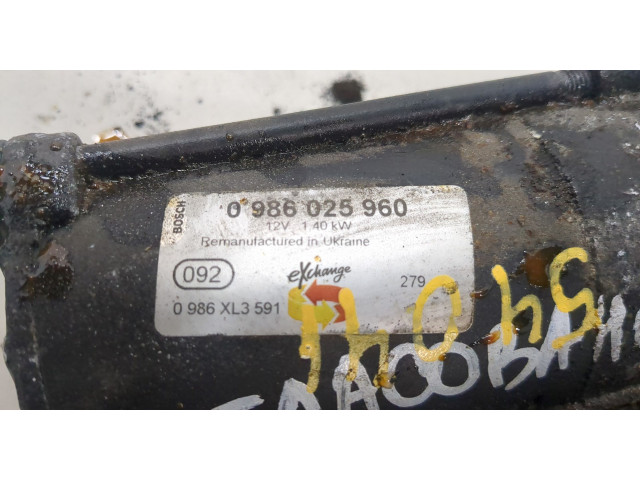 BOSCH
0 986 025 960
12V 1.40 kW
Remanufactured in Ukraine
092
eXchange
279
0 986 XL3 591